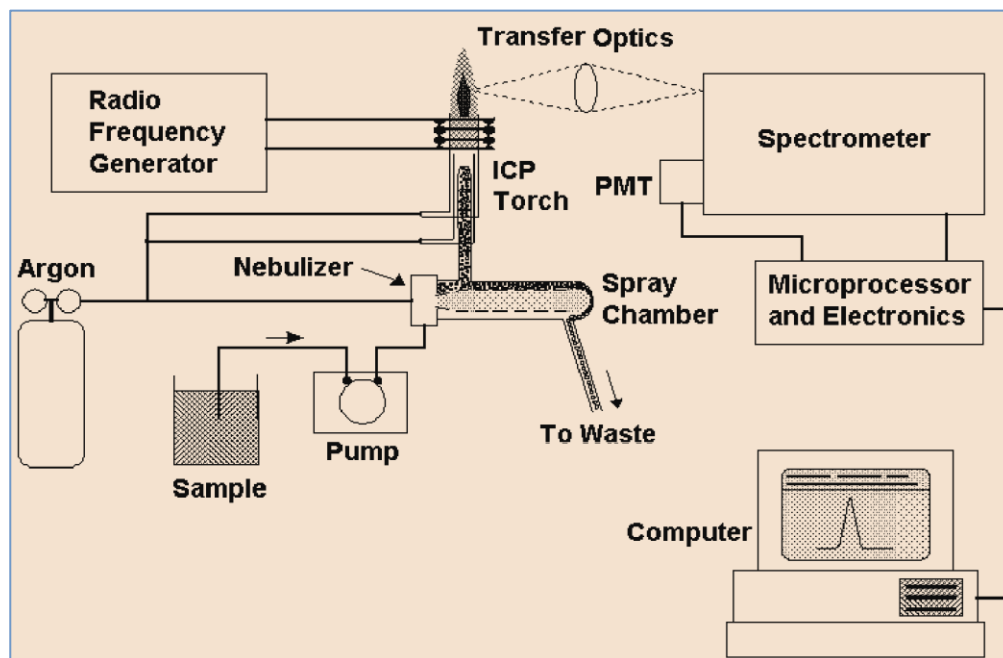 Transfer Optics
Radio
Frequency
Generator
Spectrometer
ICP
Torch
PMT
Argon
Nebulizer
Spray
Chamber
Microprocessor
and Electronics
Sample
Pump
To Waste
Computer